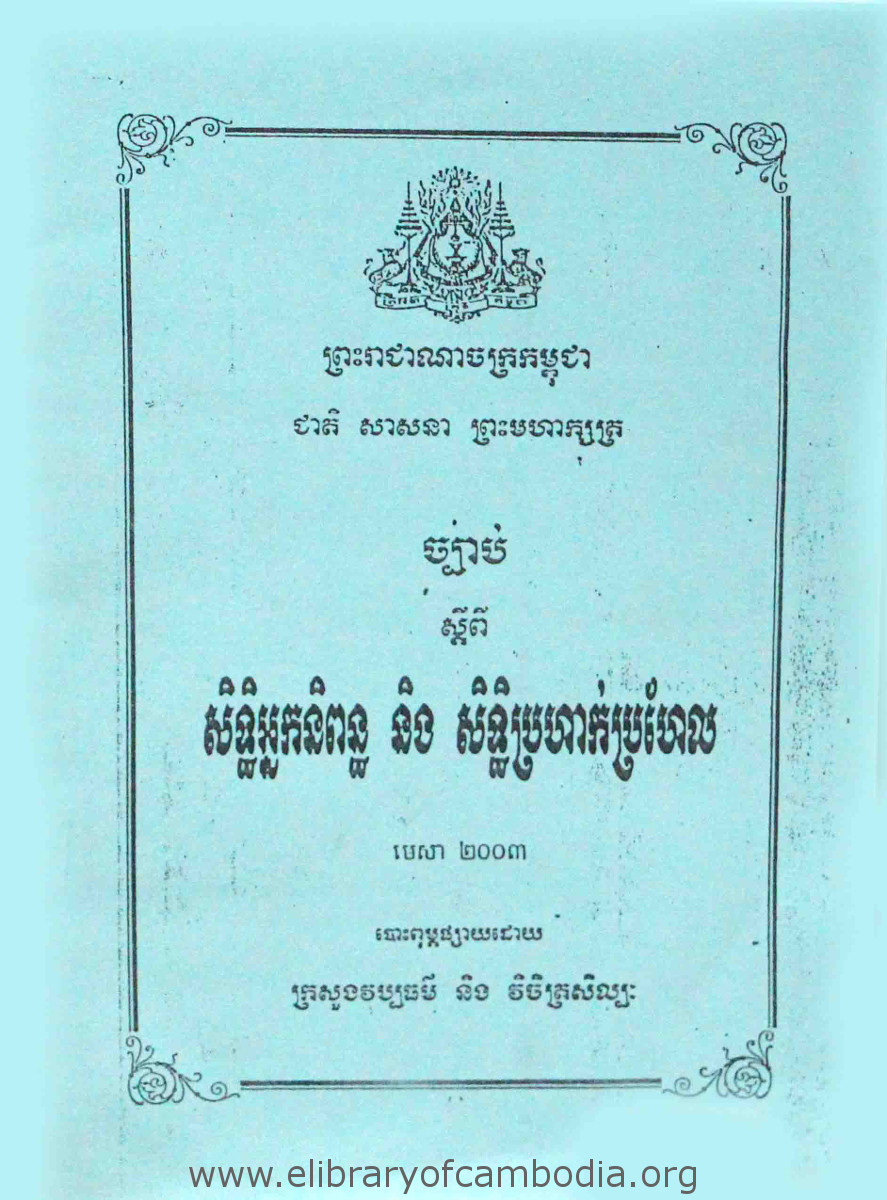 ព្រះរាជាណាចក្រកម្ពុជា
ជាតិ សាសនា ព្រះមហាក្សត្រ
ច្បាប់
ស្តីពី
សិទ្ធិអ្នកនិពន្ធ និង សិទ្ធិប្រហាក់ប្រហែល
មេសា ២០០៣
បោះពុម្ពផ្សាយដោយ
ក្រសួងវប្បធម៌ និង វិចិត្រសិល្បៈ
www.elibraryofcambodia.org